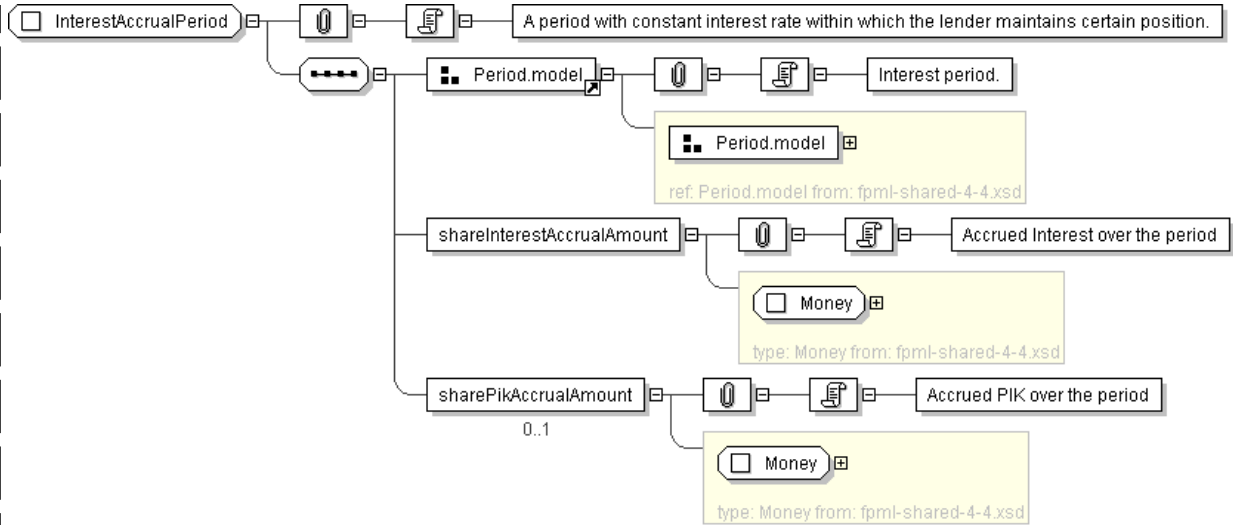 InterestAccrualPeriod
A period with constant interest rate within which the lender maintains certain position.
Period.model
Interest period.
Period.model
ref: Period.model from: fpml-shared-4-4.xsd
shareInterestAccrualAmount
Accrued Interest over the period
Money
type: Money from: fpml-shared-4-4.xsd
sharePikAccrualAmount
Accrued PIK over the period
0..1
Money
type: Money from: fpml-shared-4-4.xsd